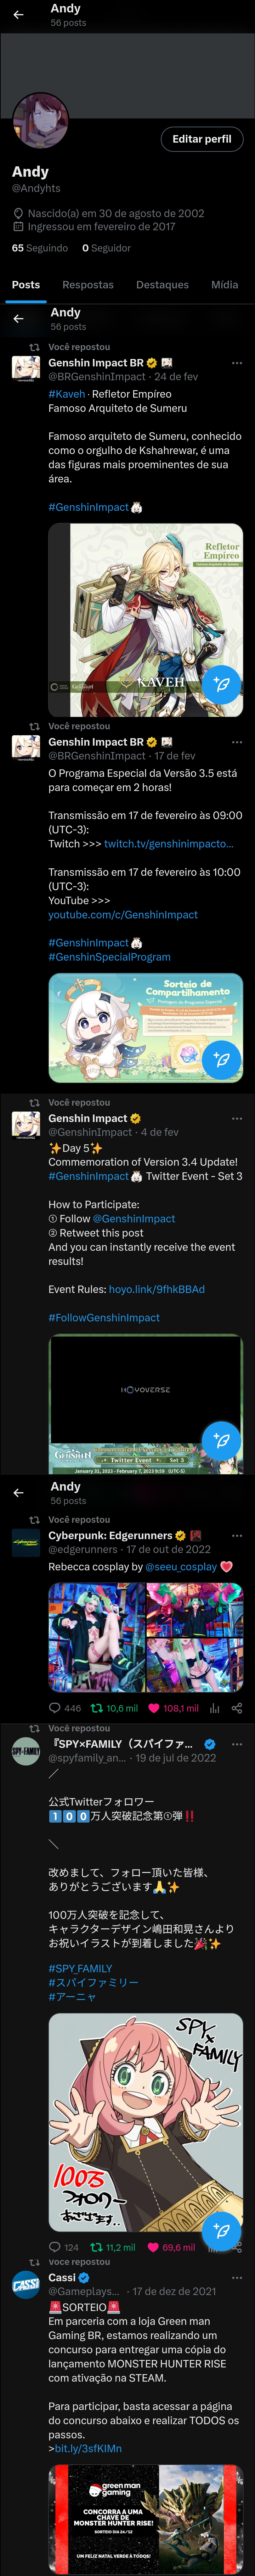 Andy
56 posts
Editar perfil
Andy
@Andyhts
Nascido(a) em 30 de agosto de 2002
Ingressou em fevereiro de 2017
65 Seguindo 0 Seguidor
Posts Respostas Destaques Mídia
Andy
56 posts
Você repostou
Genshin Impact BR
@BRGenshinImpact · 24 de fev
#Kaveh · Refletor Empíreo
Famoso Arquiteto de Sumeru
Famoso arquiteto de Sumeru, conhecido
como o orgulho de Kshahrewar, é uma
das figuras mais proeminentes de sua
área.
#GenshinImpact
Refletor
Empíreo
Famoso Arquiteto de Sumeru
Genshin
KAVEH
Você repostou
Genshin Impact BR
@BRGenshinImpact · 17 de fev
O Programa Especial da Versão 3.5 está
para começar em 2 horas!
Transmissão em 17 de fevereiro às 09:00
(UTC-3):
Twitch >>> twitch.tv/genshinimpacto...
Transmissão em 17 de fevereiro às 10:00
(UTC-3):
YouTube >>>
youtube.com/c/GenshinImpact
#GenshinImpact
#GenshinSpecialProgram
Sorteio de
Compartilhamento
Você repostou
Genshin Impact
@GenshinImpact · 4 de fev
✨Day 5✨
Commemoration of Version 3.4 Update!
#GenshinImpact Twitter Event - Set 3
How to Participate:
① Follow @GenshinImpact
② Retweet this post
And you can instantly receive the event
results!
Event Rules: hoyo.link/9fhkBBAd
#FollowGenshinImpact
HOYOVERSE
GENSHIN
Twitter Event Set 3
January 31, 2023 - February 7, 2023 9:59 (UTC-5)
Andy
56 posts
Você repostou
Cyberpunk: Edgerunners
@edgerunners · 17 de out de 2022
Rebecca cosplay by @seeu_cosplay ❤️
446 10,6 mil 108,1 mil
Você repostou
SPY×FAMILY
『SPY×FAMILY（スパイファ...
@spyfamily_an... · 19 de jul de 2022
／
公式Twitterフォロワー
1️⃣0️⃣0️⃣万人突破記念第①弾‼️
＼
改めまして、フォロー頂いた皆様、
ありがとうございます🙏✨
100万人突破を記念して、
キャラクターデザイン嶋田和晃さんより
お祝いイラストが到着しました🎉✨
#SPY_FAMILY
#スパイファミリー
#アーニャ
SPY×
FAMILY
100万
フォロワー
124 11,2 mil 69,6 mil
Você repostou
CASSI
Cassi
@Gameplays... · 17 de dez de 2021
🚨SORTEIO🚨
Em parceria com a loja Green man
Gaming BR, estamos realizando um
concurso para entregar uma cópia do
lançamento MONSTER HUNTER RISE
com ativação na STEAM.
Para participar, basta acessar a página
do concurso abaixo e realizar TODOS os
passos.
>bit.ly/3sfKIMn
greenman
gaming
CONCORRA A UMA
CHAVE DE
MONSTER HUNTER RISE!
SORTEIO DIA 24/12
UM FELIZ NATAL VERDE À TODOS!